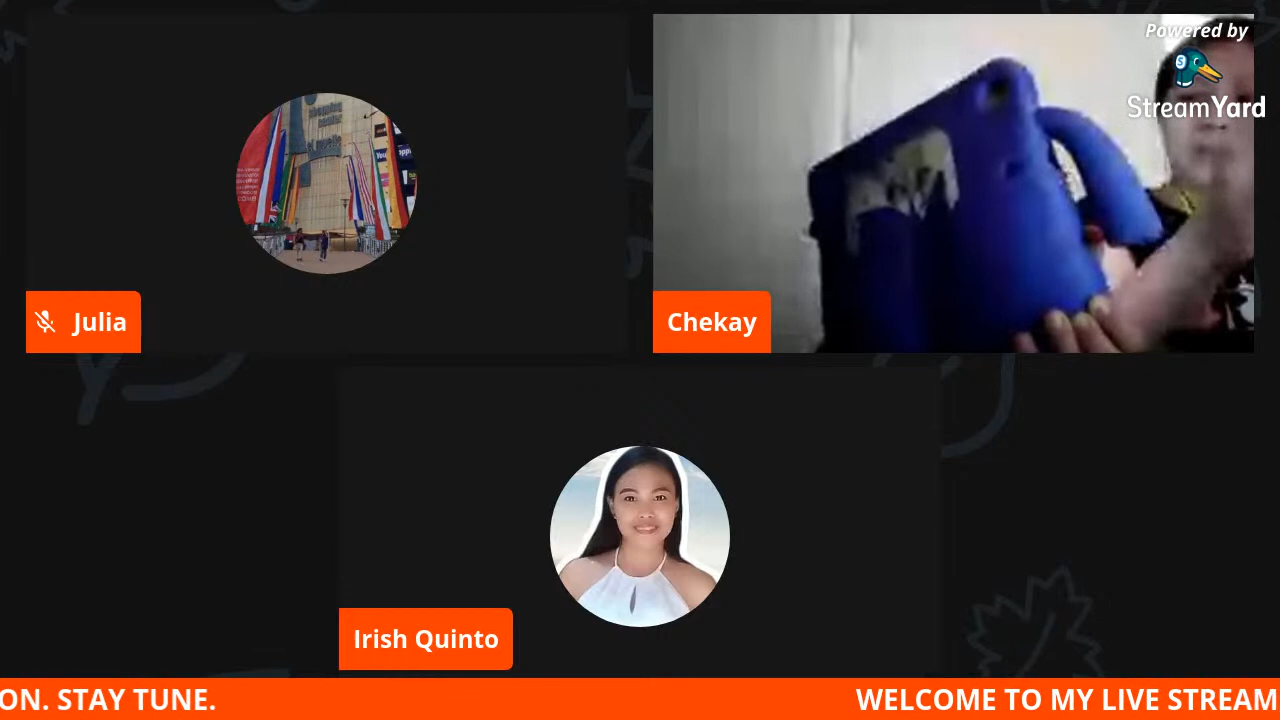 Powered by
StreamYard
Julia
Chekay
Irish Quinto
ON. STAY TUNE.
WELCOME TO MY LIVE STREAM